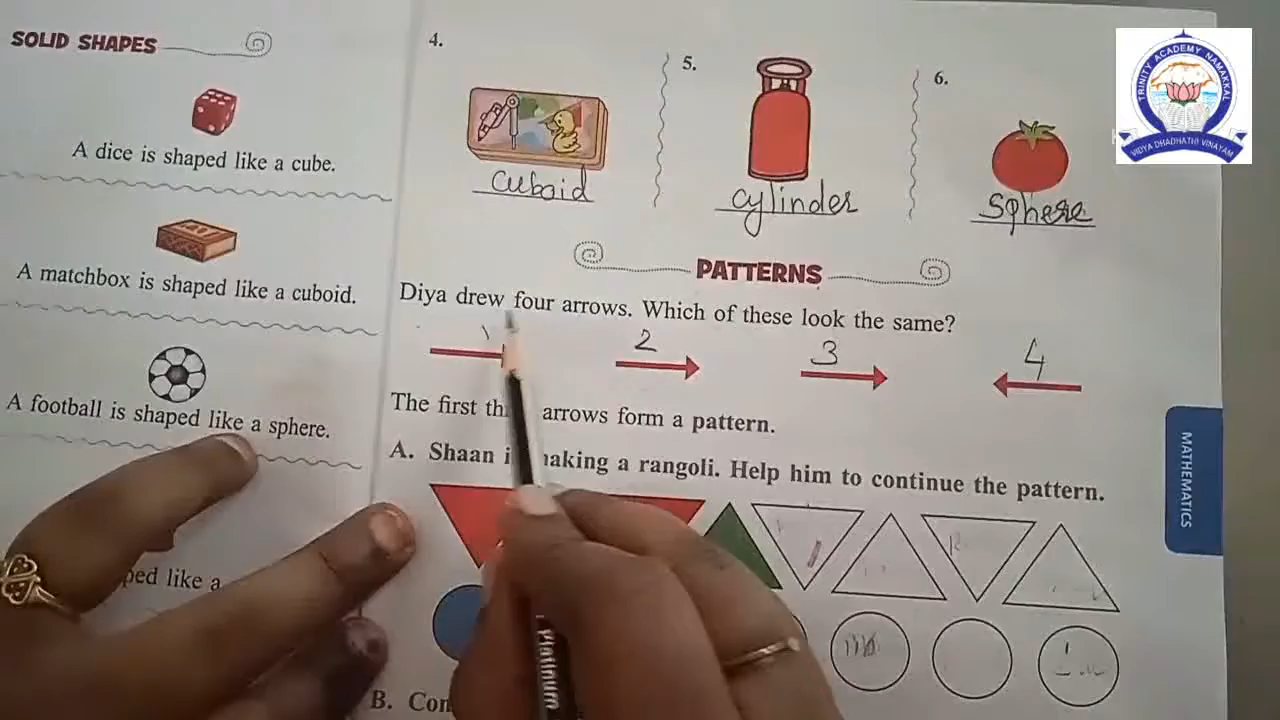 SOLID SHAPES
A dice is shaped like a cube.
A matchbox is shaped like a cuboid.
A football is shaped like a sphere.
ped like a
4.
cuboid
5.
cylinder
6.
Sphere
PATTERNS
Diya drew four arrows. Which of these look the same?
1 2 3 4
The first th arrows form a pattern.
A. Shaan i making a rangoli. Help him to continue the pattern.
B. Con
MATHEMATICS
TRINITY ACADEMY NAMAKKAL
VIDYA DHADHATHI VINAYAM
Platinum